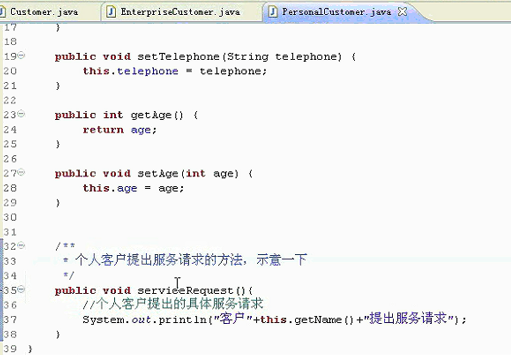 Customer.java EnterpriseCustomer.java PersonalCustomer.java
17 }
18
19 public void setTelephone(String telephone) {
20 this.telephone = telephone;
21 }
22
23 public int getAge() {
24 return age;
25 }
26
27 public void setAge(int age) {
28 this.age = age;
29 }
30
31
32 /**
33 * 个人客户提出服务请求的方法，示意一下
34 */
35 public void serviceRequest(){
36 //个人客户提出的具体服务请求
37 System.out.println("客户"+this.getName()+"提出服务请求");
38 }
39 }